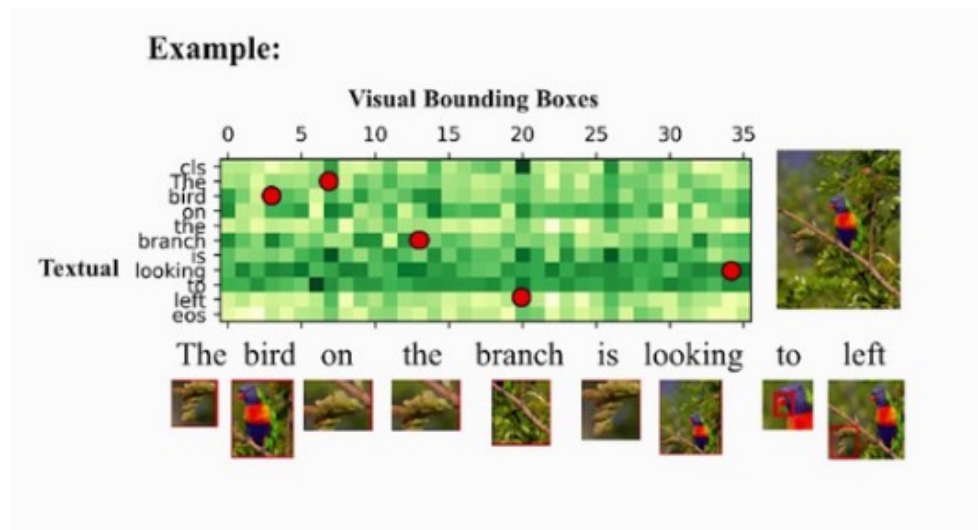 Example:
Visual Bounding Boxes
0 5 10 15 20 25 30 35
cls
The
bird
on
the
branch
is
Textual looking
to
left
eos
The bird on the branch is looking to left